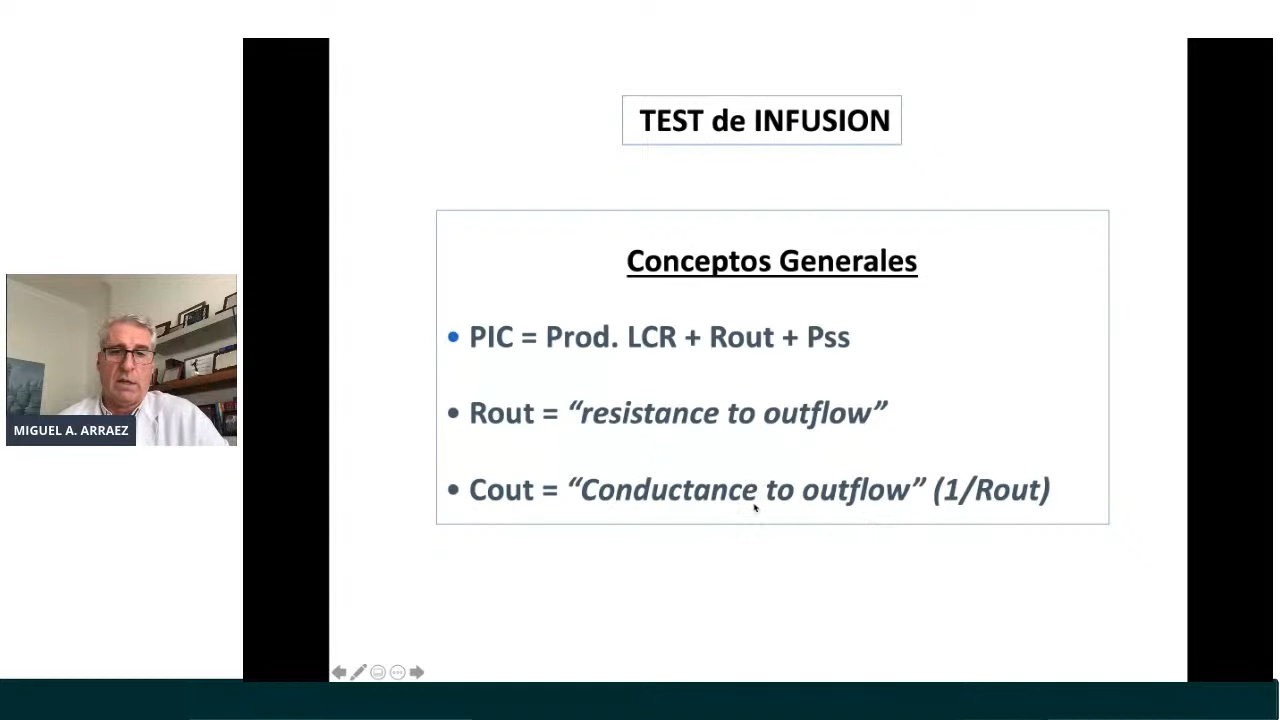 TEST de INFUSION
Conceptos Generales
• PIC = Prod. LCR + Rout + Pss
• Rout = “resistance to outflow”
• Cout = “Conductance to outflow” (1/Rout)
MIGUEL A. ARRAEZ